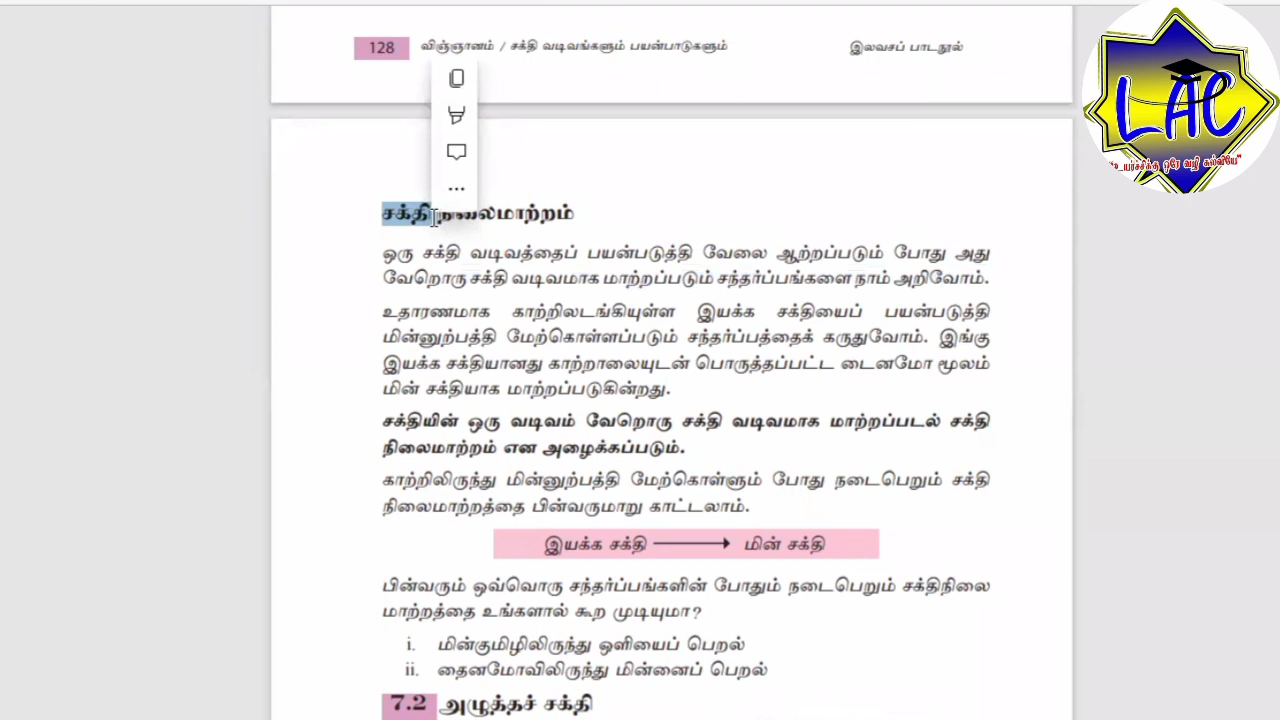 128 விஞ்ஞானம் / சக்தி வடிவங்களும் பயன்பாடுகளும் இலவசப் பாடநூல்
LAC
"உயர்ச்சிக்கு ஒரே வழி கல்வியே"
சக்தி நிலைமாற்றம்
ஒரு சக்தி வடிவத்தைப் பயன்படுத்தி வேலை ஆற்றப்படும் போது அது
வேறொரு சக்தி வடிவமாக மாற்றப்படும் சந்தர்ப்பங்களை நாம் அறிவோம்.
உதாரணமாக காற்றிலடங்கியுள்ள இயக்க சக்தியைப் பயன்படுத்தி
மின்னுற்பத்தி மேற்கொள்ளப்படும் சந்தர்ப்பத்தைக் கருதுவோம். இங்கு
இயக்க சக்தியானது காற்றாலையுடன் பொருத்தப்பட்ட டைனமோ மூலம்
மின் சக்தியாக மாற்றப்படுகின்றது.
சக்தியின் ஒரு வடிவம் வேறொரு சக்தி வடிவமாக மாற்றப்படல் சக்தி
நிலைமாற்றம் என அழைக்கப்படும்.
காற்றிலிருந்து மின்னுற்பத்தி மேற்கொள்ளும் போது நடைபெறும் சக்தி
நிலைமாற்றத்தை பின்வருமாறு காட்டலாம்.
இயக்க சக்தி ⟶ மின் சக்தி
பின்வரும் ஒவ்வொரு சந்தர்ப்பங்களின் போதும் நடைபெறும் சக்திநிலை
மாற்றத்தை உங்களால் கூற முடியுமா?
i. மின்குமிழிலிருந்து ஒளியைப் பெறல்
ii. தைனமோவிலிருந்து மின்னைப் பெறல்
7.2 அழுத்தச் சக்தி